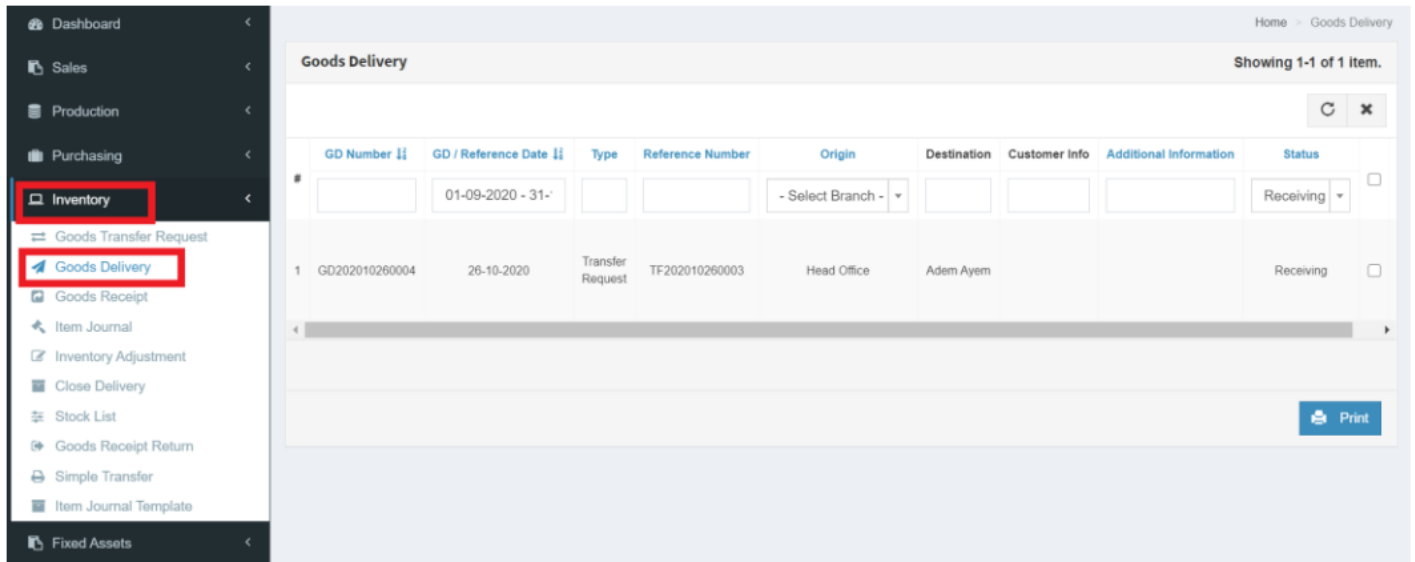 Dashboard
Sales
Production
Purchasing
Inventory
Goods Transfer Request
Goods Delivery
Goods Receipt
Item Journal
Inventory Adjustment
Close Delivery
Stock List
Goods Receipt Return
Simple Transfer
Item Journal Template
Fixed Assets
Home > Goods Delivery
Goods Delivery Showing 1-1 of 1 item.
# GD Number GD / Reference Date Type Reference Number Origin Destination Customer Info Additional Information Status
01-09-2020 - 31- - Select Branch - Receiving
1 GD202010260004 26-10-2020 Transfer Request TF202010260003 Head Office Adem Ayem Receiving
Print